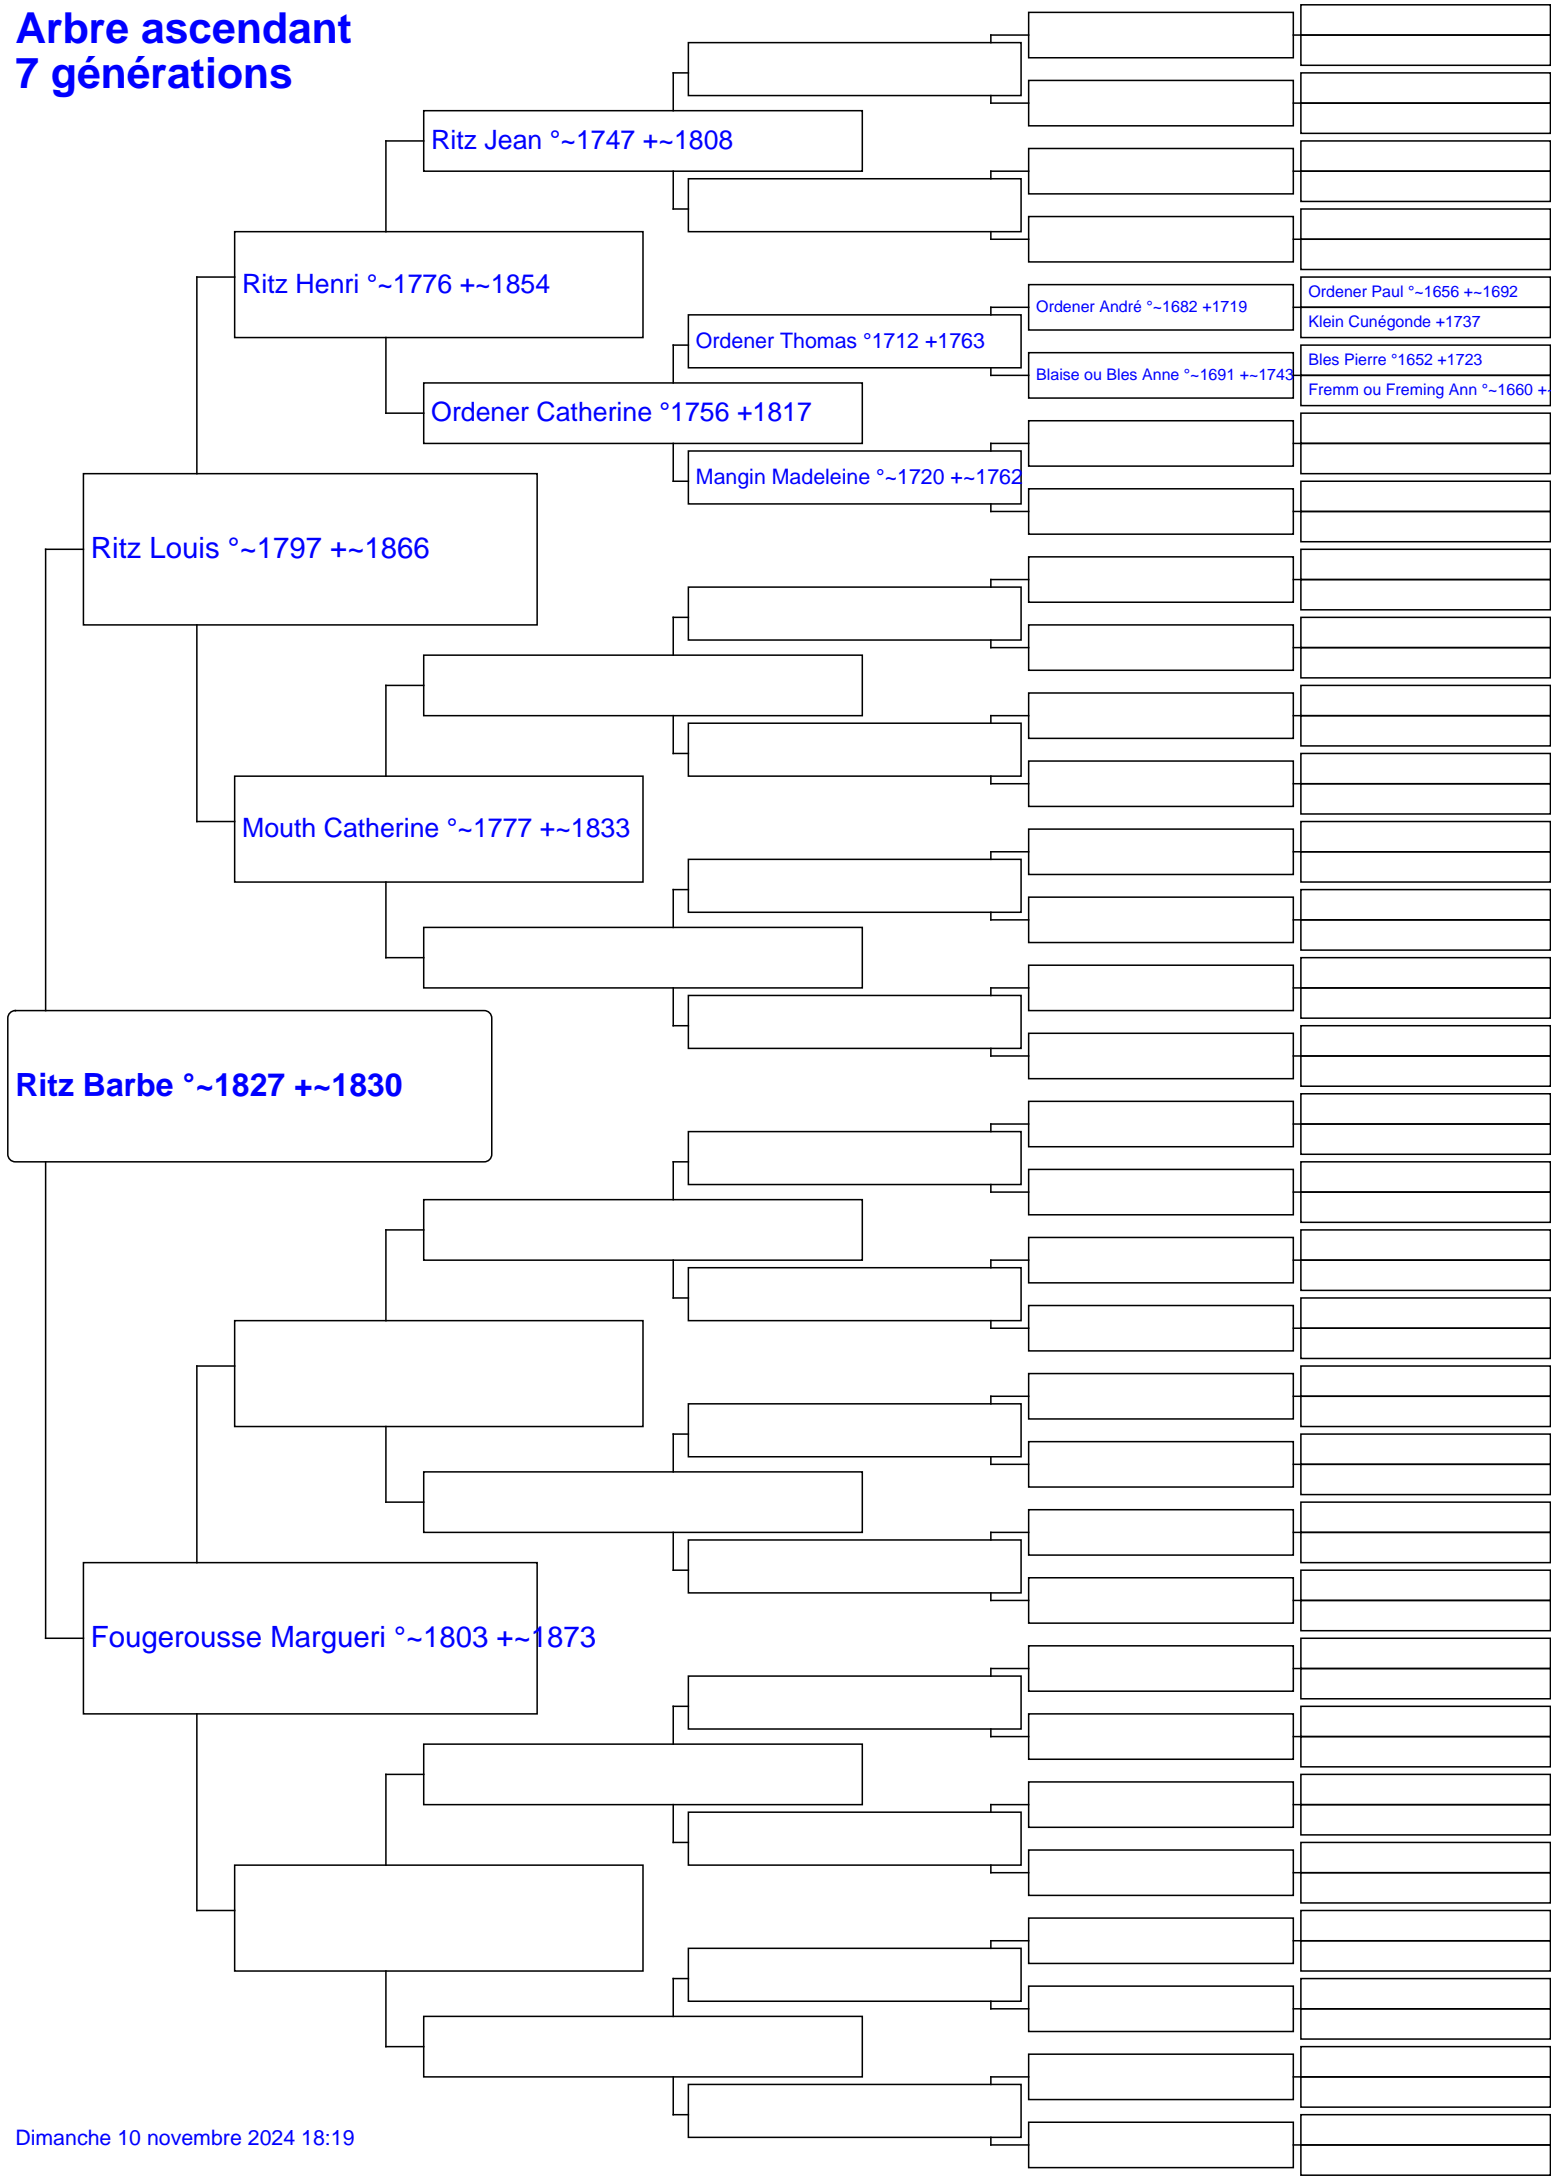 Arbre ascendant
7 générations
Ritz Jean °~1747 +~1808
Ritz Henri °~1776 +~1854
Ordener Paul °~1656 +~1692
Ordener André °~1682 +1719
Klein Cunégonde +1737
Ordener Thomas °1712 +1763
Bles Pierre °1652 +1723
Blaise ou Bles Anne °~1691 +~1743
Fremm ou Freming Ann °~1660 +
Ordener Catherine °1756 +1817
Mangin Madeleine °~1720 +~1762
Ritz Louis °~1797 +~1866
Mouth Catherine °~1777 +~1833
Ritz Barbe °~1827 +~1830
Fougerousse Margueri °~1803 +~1873
Dimanche 10 novembre 2024 18:19